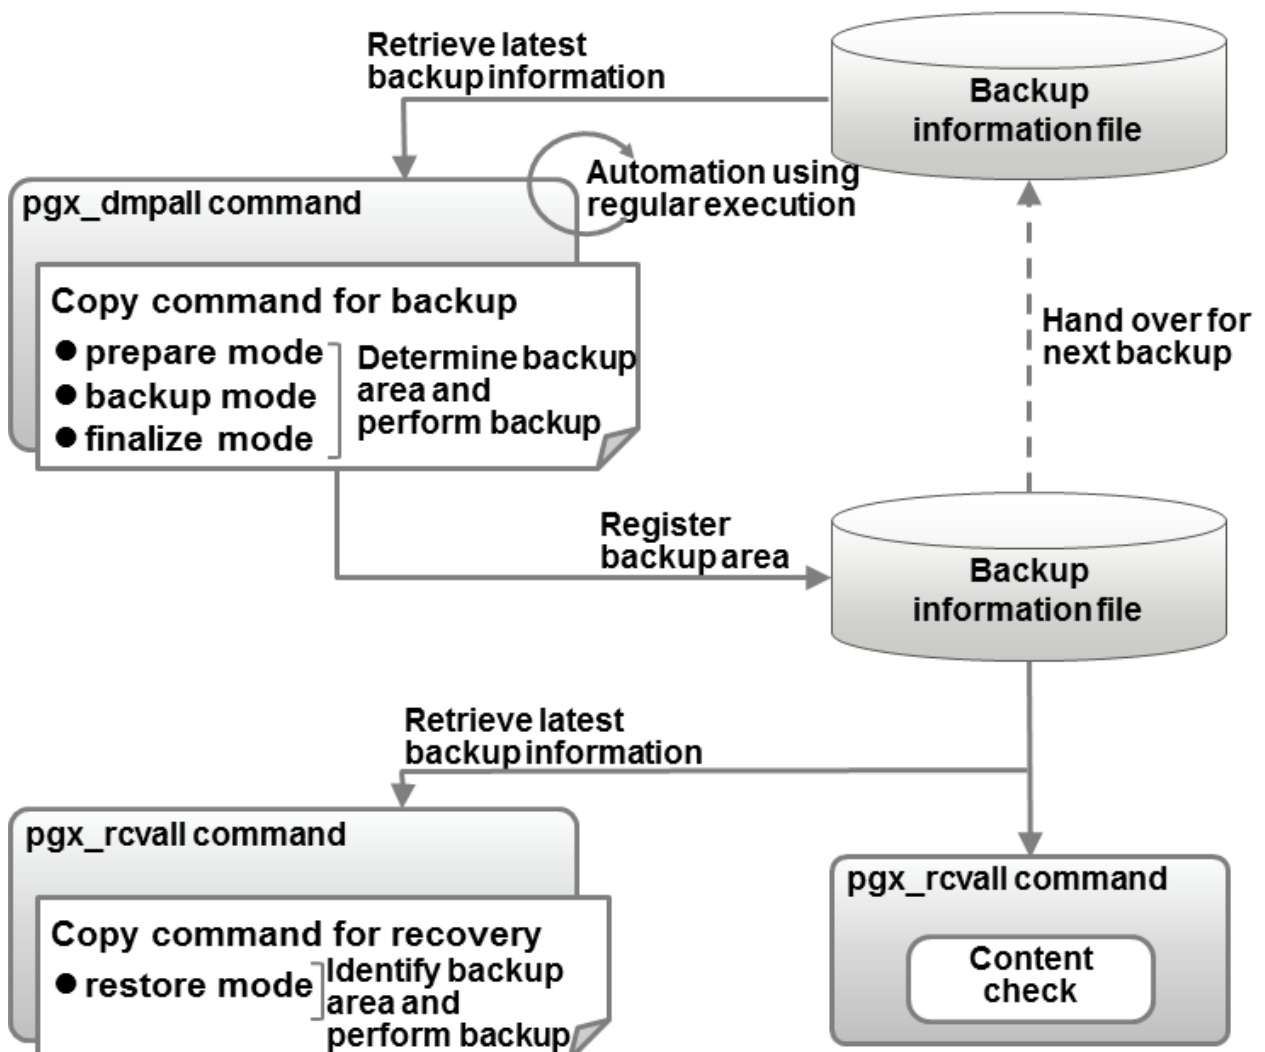 Retrieve latest
backup information
Backup
information file
Automation using
regular execution
pgx_dmpall command
Copy command for backup
● prepare mode
● backup mode
● finalize mode
Determine backup
area and
perform backup
Hand over for
next backup
Register
backup area
Backup
information file
Retrieve latest
backup information
pgx_rcvall command
Copy command for recovery
● restore mode
Identify backup
area and
perform backup
pgx_rcvall command
Content
check